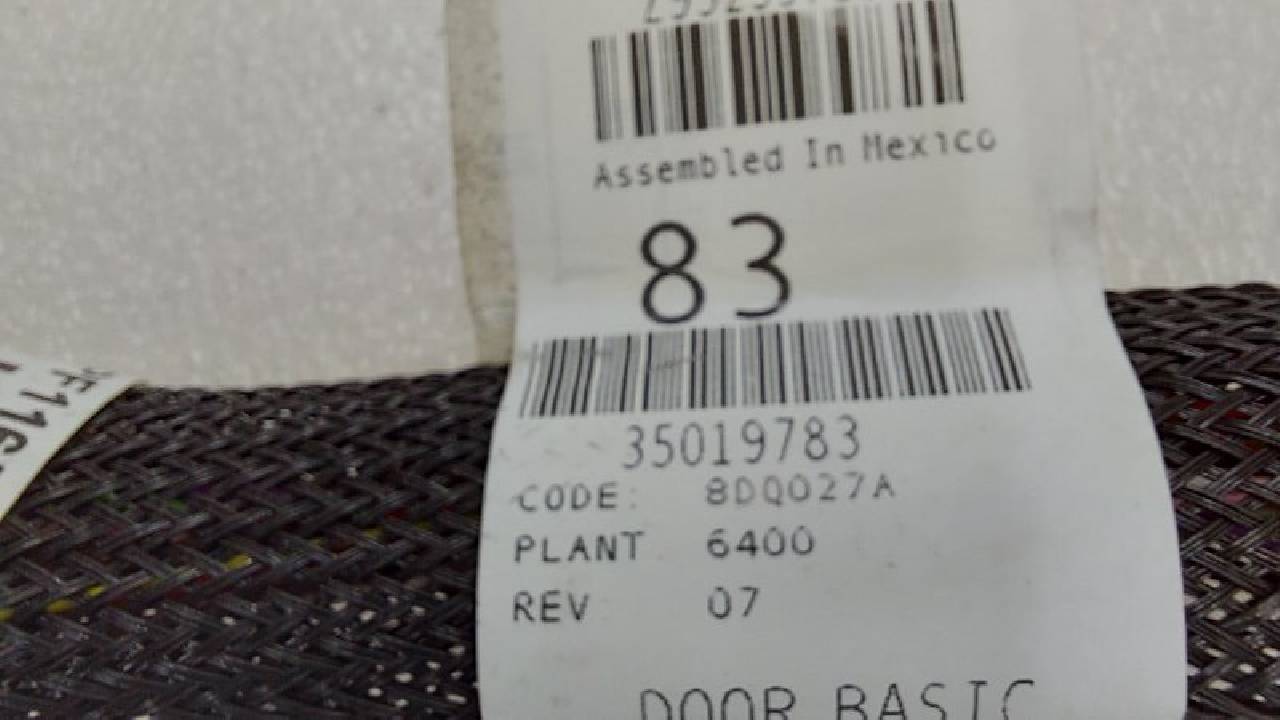 Assembled In Mexico
83
35019783
CODE: 8DQ027A
PLANT 6400
REV 07
DOOR BASIC